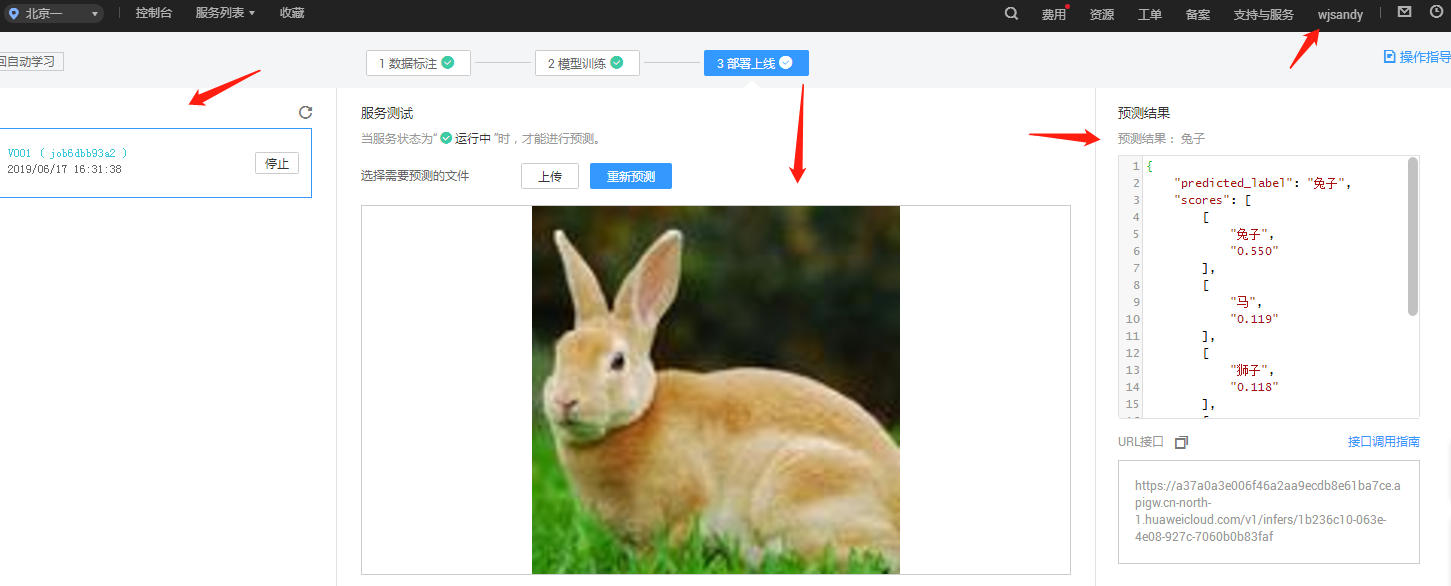 北京一 控制台 服务列表 收藏 费用 资源 工单 备案 支持与服务 wjsandy
回自动学习 1 数据标注 2 模型训练 3 部署上线 操作指导
V001 ( job6dbb93a2 )
2019/06/17 16:31:38
停止
服务测试
当服务状态为“ 运行中 ”时，才能进行预测。
选择需要预测的文件 上传 重新预测
预测结果
预测结果： 兔子
1 {
2 "predicted_label": "兔子",
3 "scores": [
4 [
5 "兔子",
6 "0.550"
7 ],
8 [
9 "马",
10 "0.119"
11 ],
12 [
13 "狮子",
14 "0.118"
15 ],
URL接口 接口调用指南
https://a37a0a3e006f46a2aa9ecdb8e61ba7ce.a
pigw.cn-north-
1.huaweicloud.com/v1/infers/1b236c10-063e-
4e08-927c-7060b0b83faf